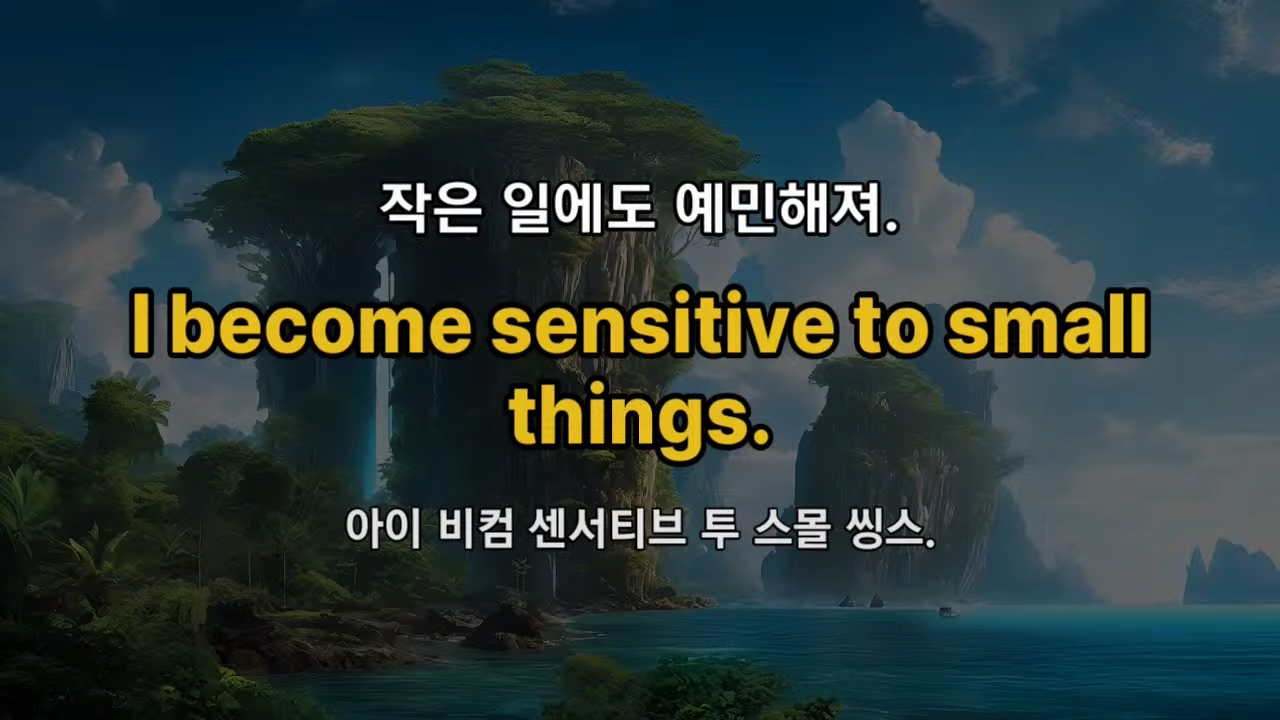 작은 일에도 예민해져.
I become sensitive to small
things.
아이 비컴 센서티브 투 스몰 씽스.